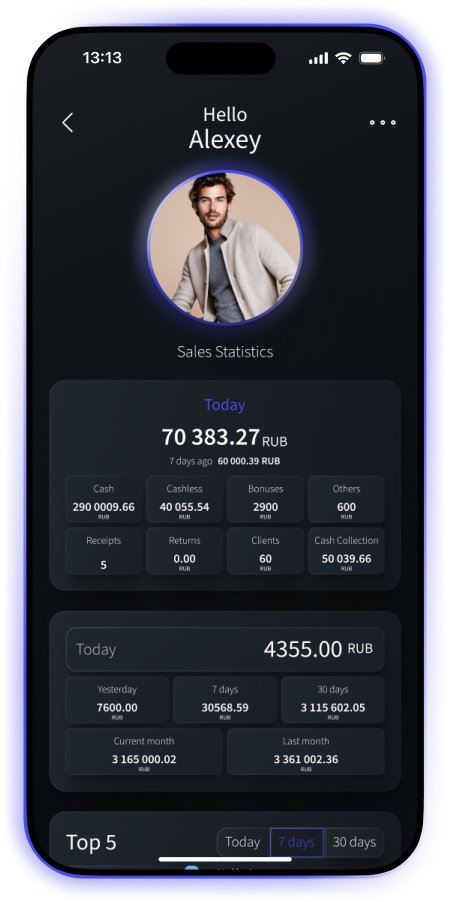 13:13
Hello
Alexey
Sales Statistics
Today
70 383.27 RUB
7 days ago 60 000.39 RUB
Cash Cashless Bonuses Others
290 0009.66 40 055.54 2900 600
RUB RUB RUB RUB
Receipts Returns Clients Cash Collection
5 0.00 60 50 039.66
RUB RUB RUB
Today 4355.00 RUB
Yesterday 7 days 30 days
7600.00 30568.59 3 115 602.05
RUB RUB RUB
Current month Last month
3 165 000.02 3 361 002.36
RUB RUB
Top 5 Today 7 days 30 days